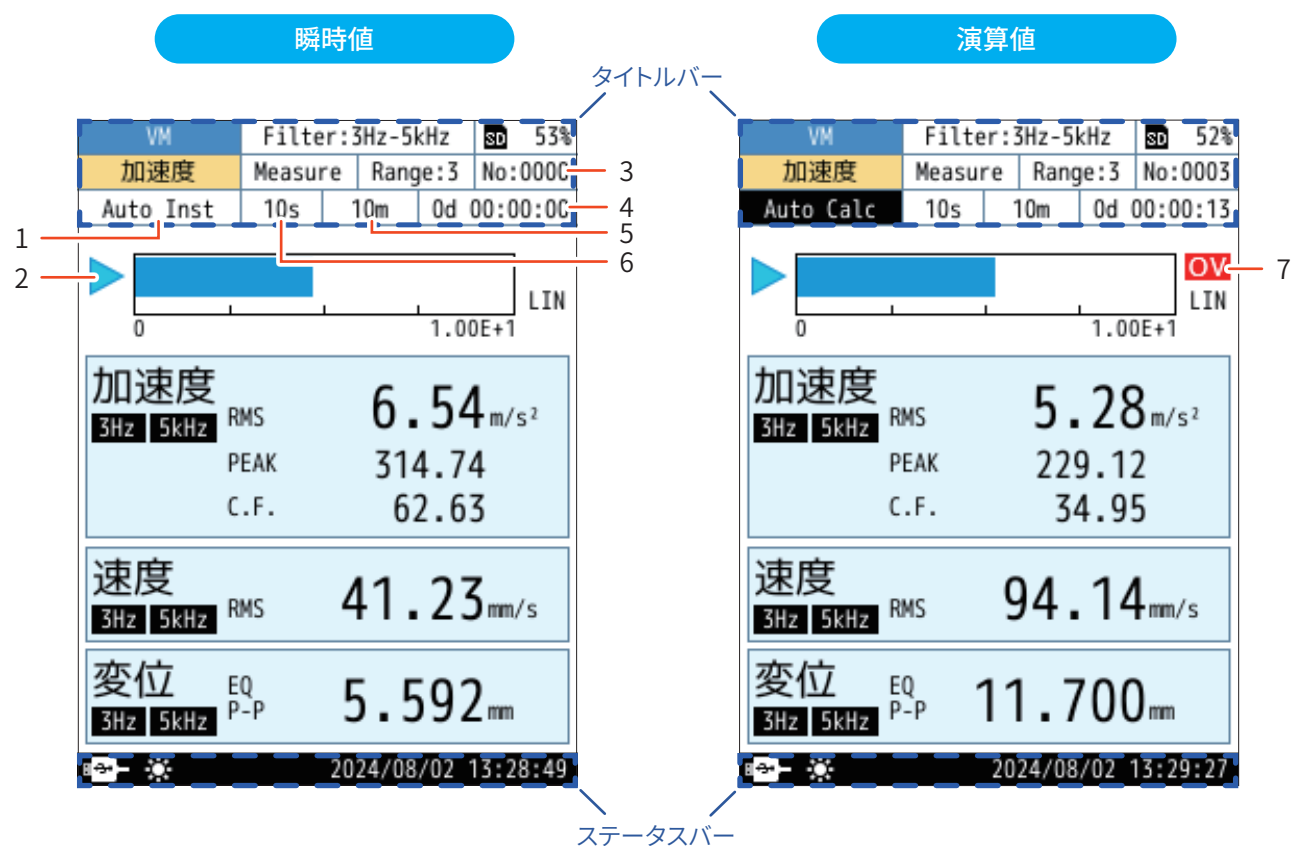 瞬時値
演算値
タイトルバー
VM Filter:3Hz-5kHz SD 53%
加速度 Measure Range:3 No:0000 3
Auto Inst 10s 10m 0d 00:00:00 4
1 5
2 6
LIN
0 1.00E+1
加速度
3Hz 5kHz RMS 6.54 m/s²
PEAK 314.74
C.F. 62.63
速度
3Hz 5kHz RMS 41.23 mm/s
変位
3Hz 5kHz EQ P-P 5.592 mm
2024/08/02 13:28:49
VM Filter:3Hz-5kHz SD 52%
加速度 Measure Range:3 No:0003
Auto Calc 10s 10m 0d 00:00:13
OV 7
LIN
0 1.00E+1
加速度
3Hz 5kHz RMS 5.28 m/s²
PEAK 229.12
C.F. 34.95
速度
3Hz 5kHz RMS 94.14 mm/s
変位
3Hz 5kHz EQ P-P 11.700 mm
2024/08/02 13:29:27
ステータスバー